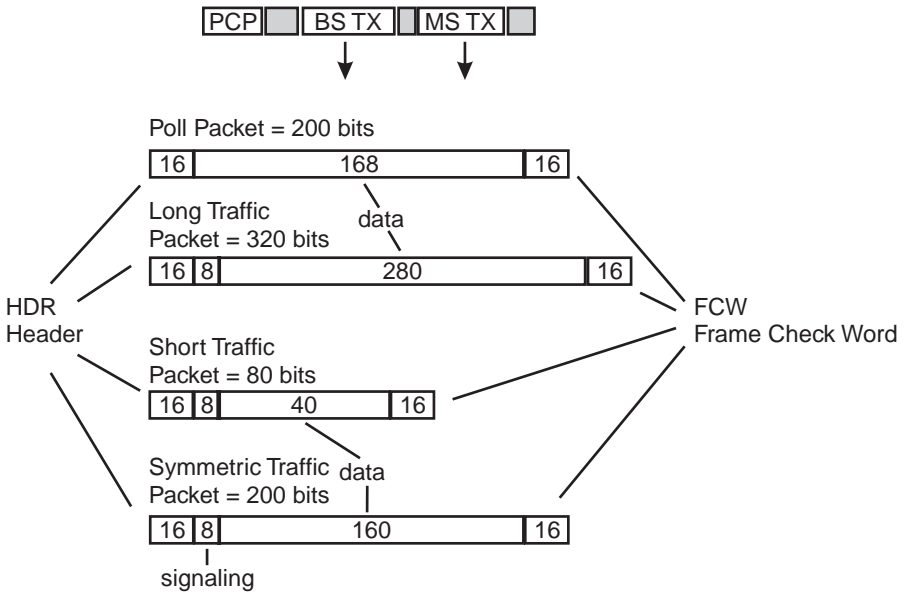 PCP BS TX MS TX
Poll Packet = 200 bits
16 168 16
Long Traffic
Packet = 320 bits
data
16 8 280 16
HDR
Header
FCW
Frame Check Word
Short Traffic
Packet = 80 bits
16 8 40 16
Symmetric Traffic
data
Packet = 200 bits
16 8 160 16
signaling